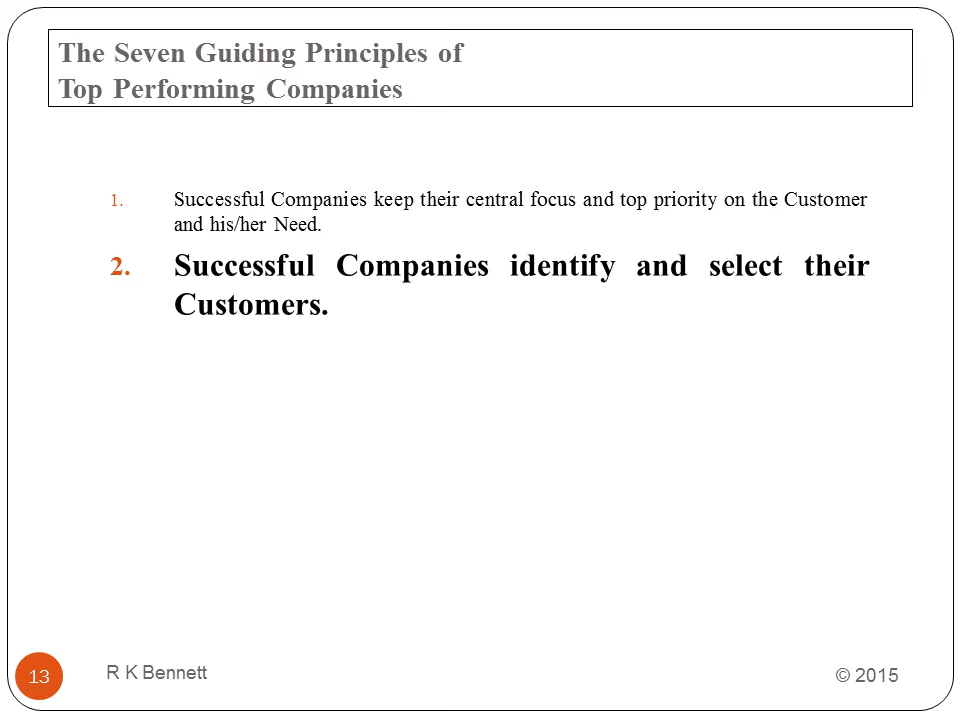 The Seven Guiding Principles of
Top Performing Companies
1. Successful Companies keep their central focus and top priority on the Customer
and his/her Need.
2. Successful Companies identify and select their
Customers.
13 R K Bennett © 2015